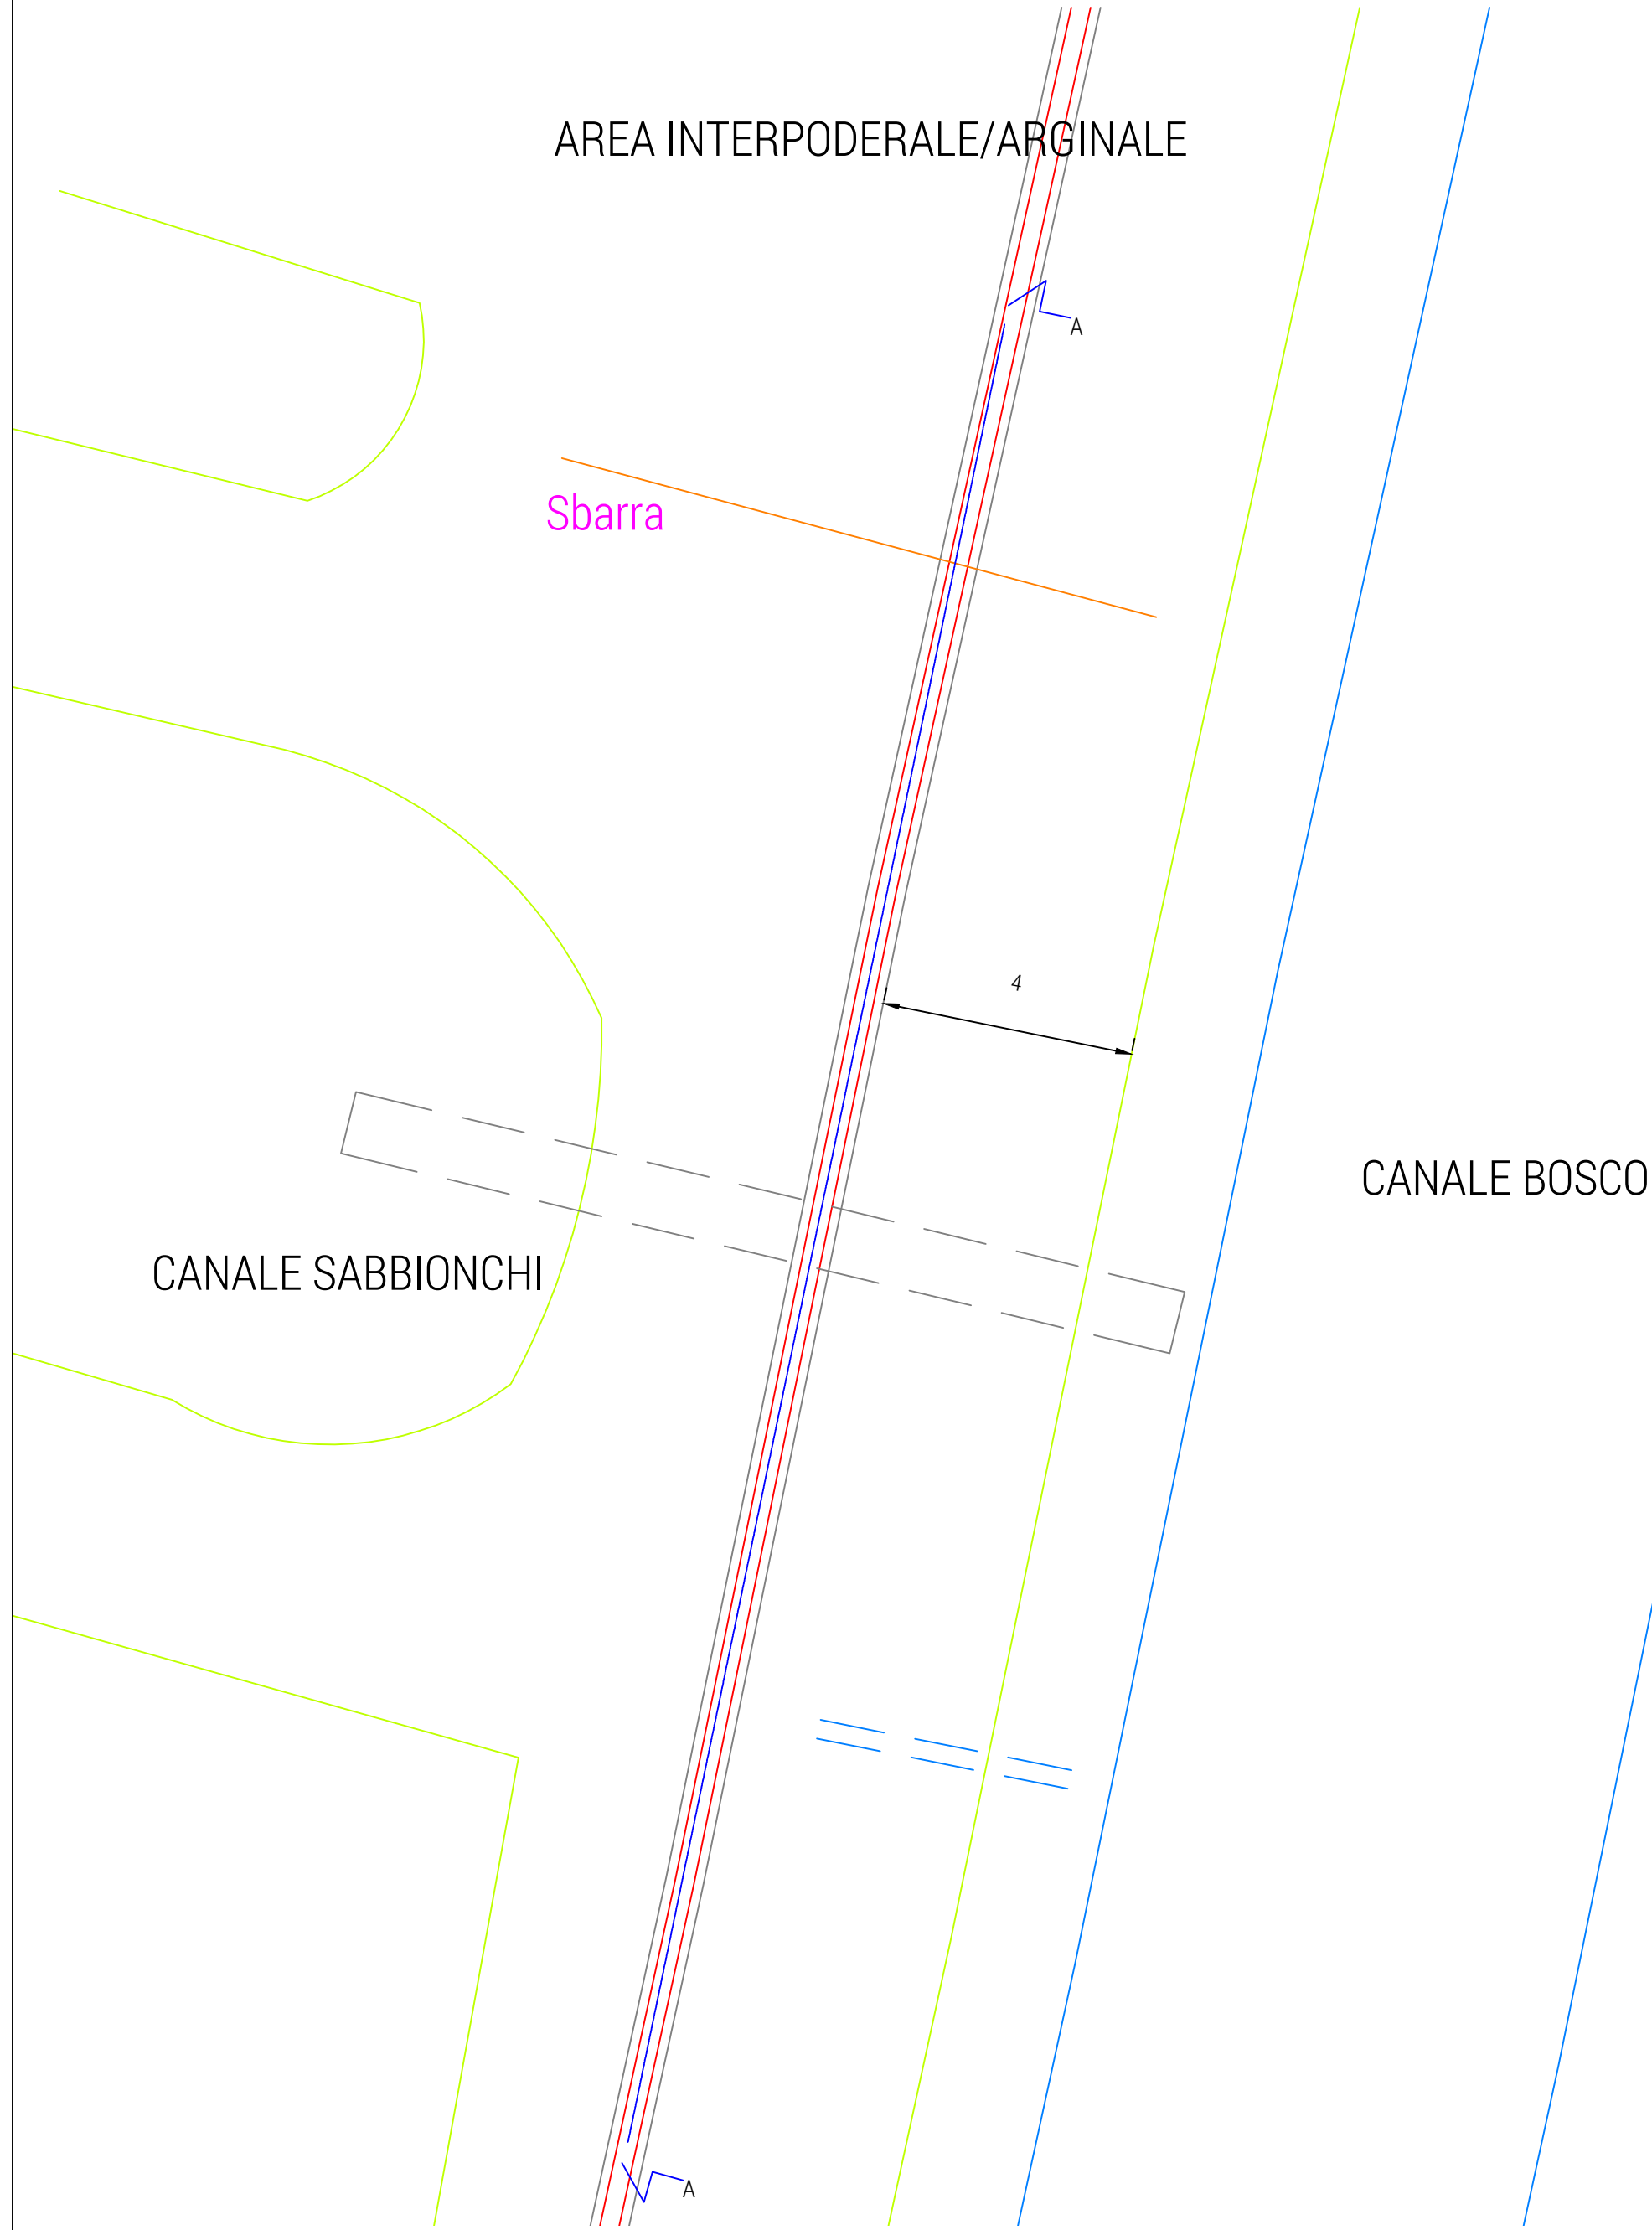 AREA INTERPODERALE/ARGINALE
A
Sbarra
4
CANALE BOSCO
CANALE SABBIONCHI
A